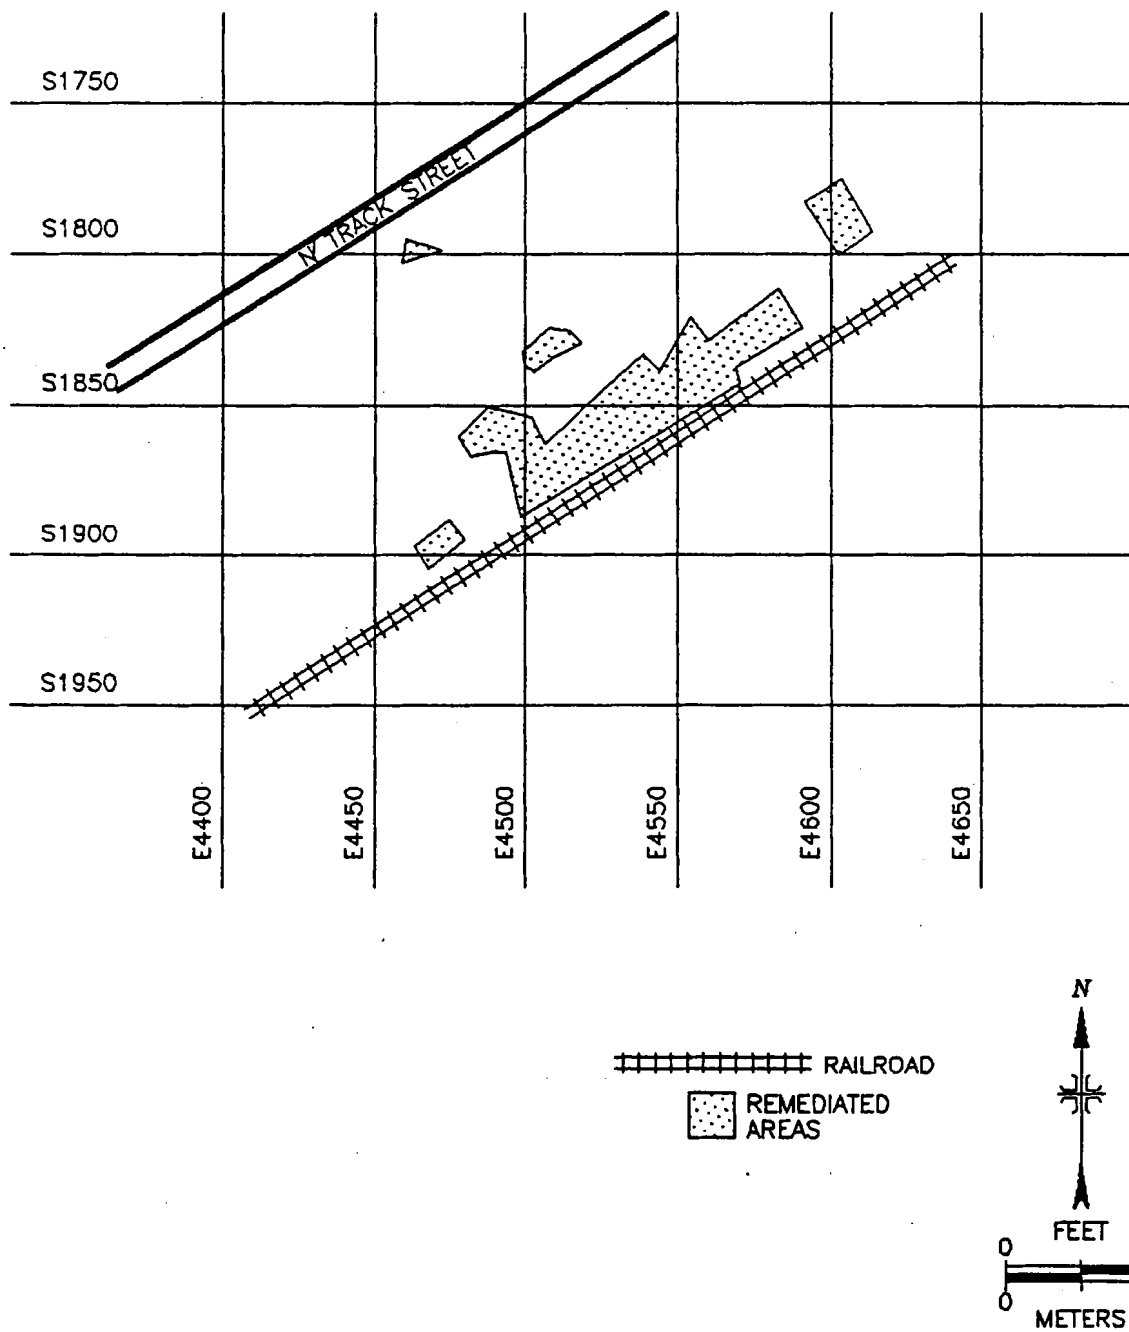 S1750
N TRACK STREET
S1800
S1850
S1900
S1950
E4400
E4450
E4500
E4550
E4600
E4650
N
RAILROAD
REMEDIATED
AREAS
FEET
0
0
METERS